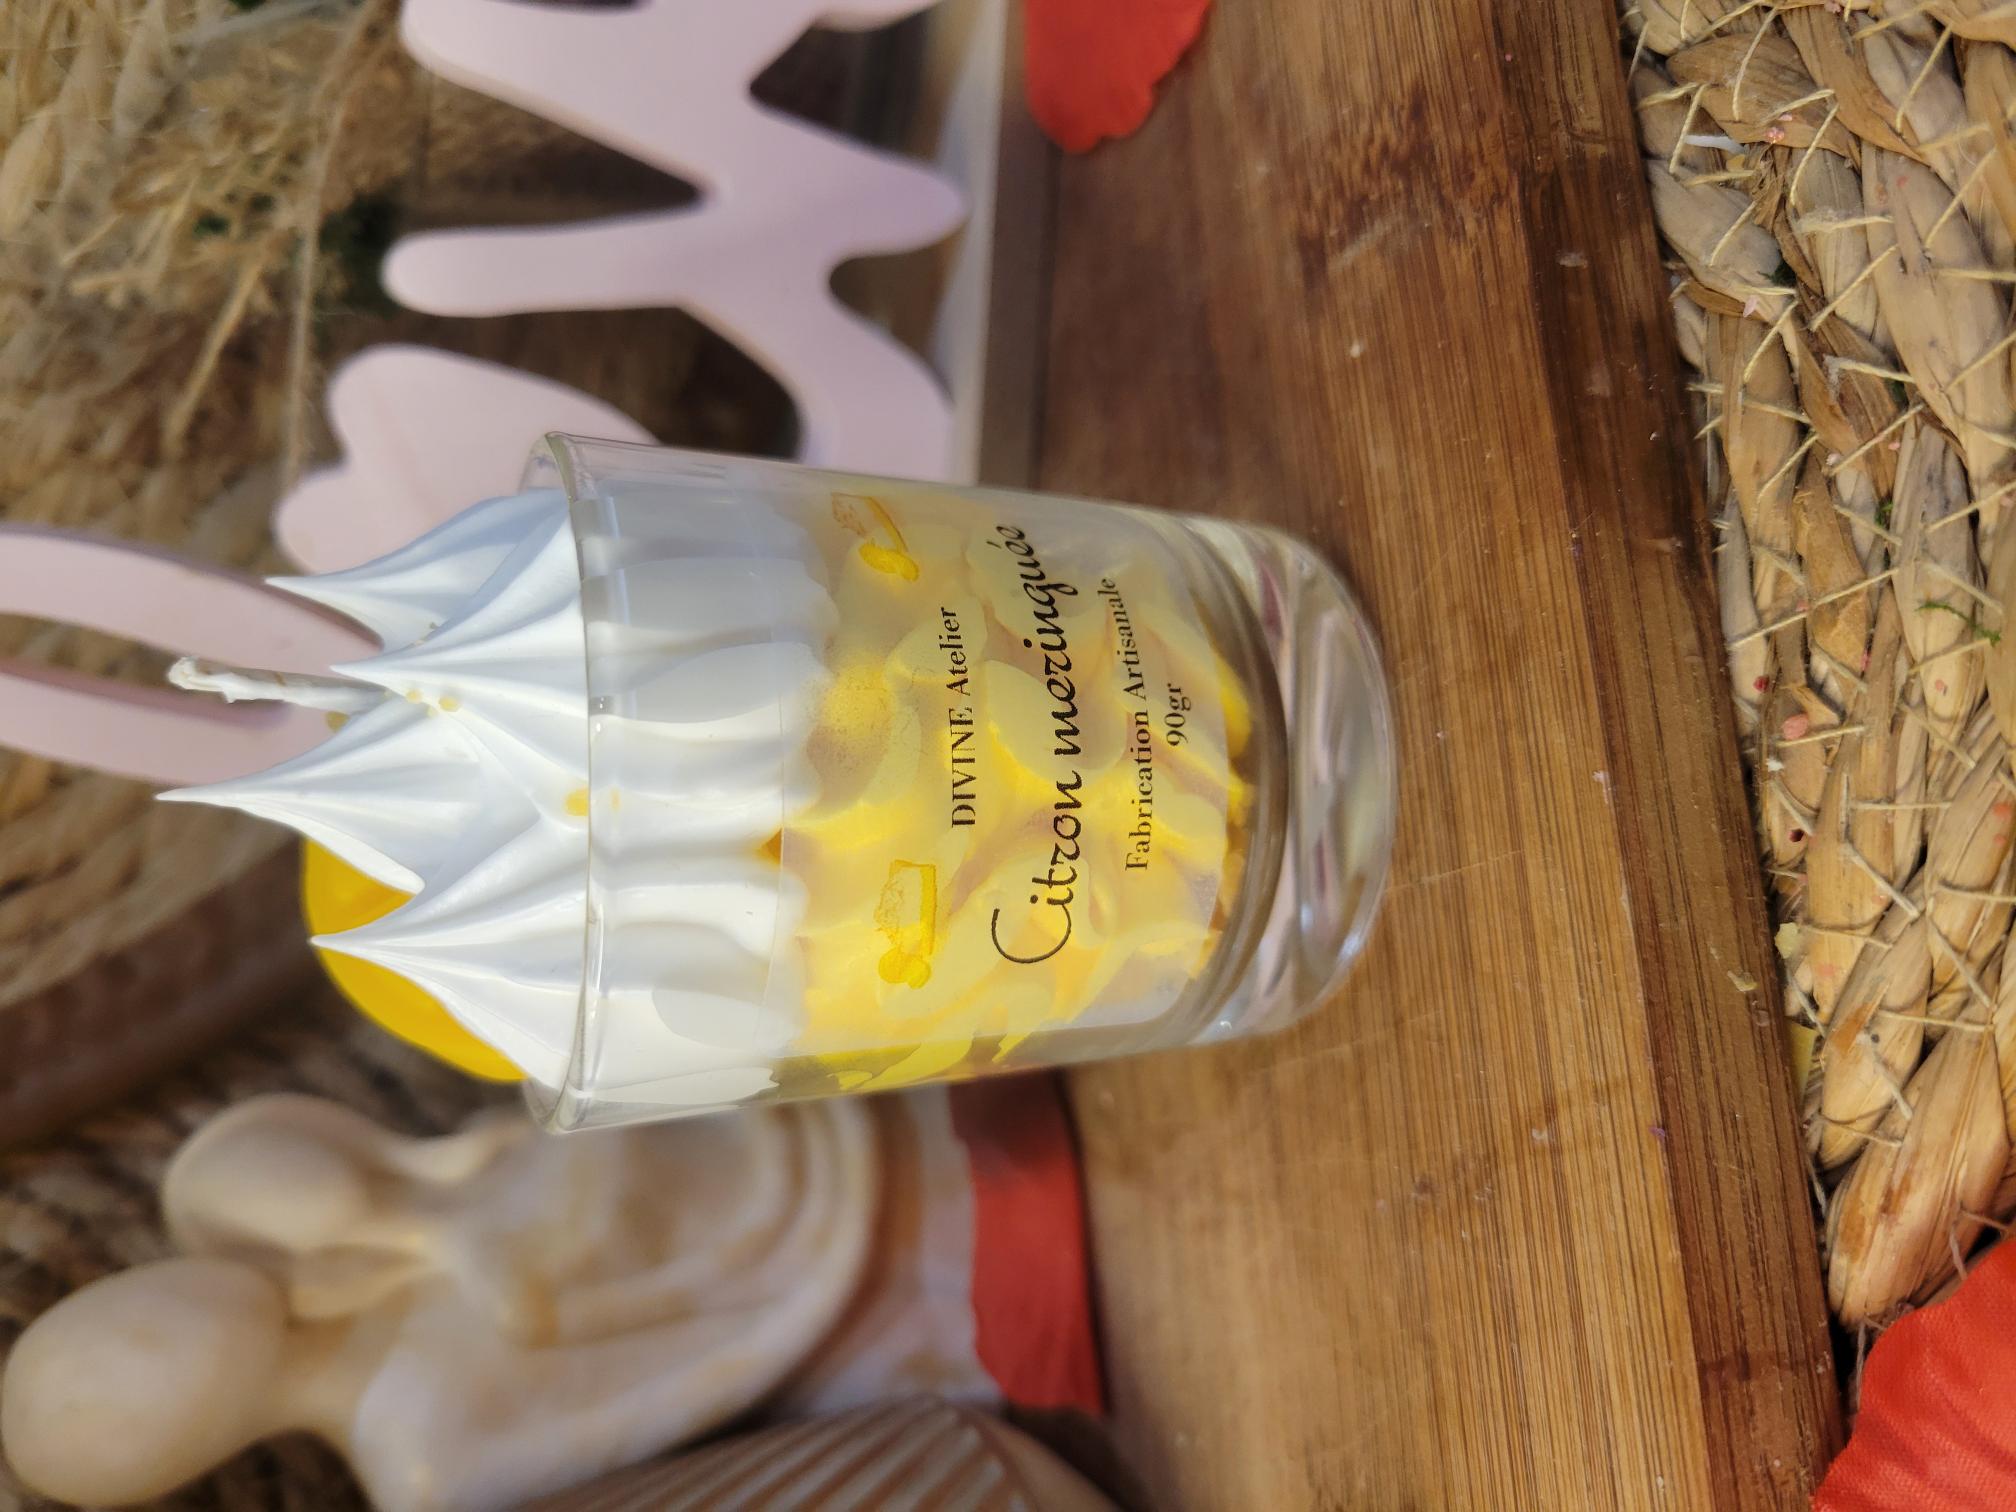 DIVINE Atelier
Citron meringuée
Fabrication Artisanale
90gr